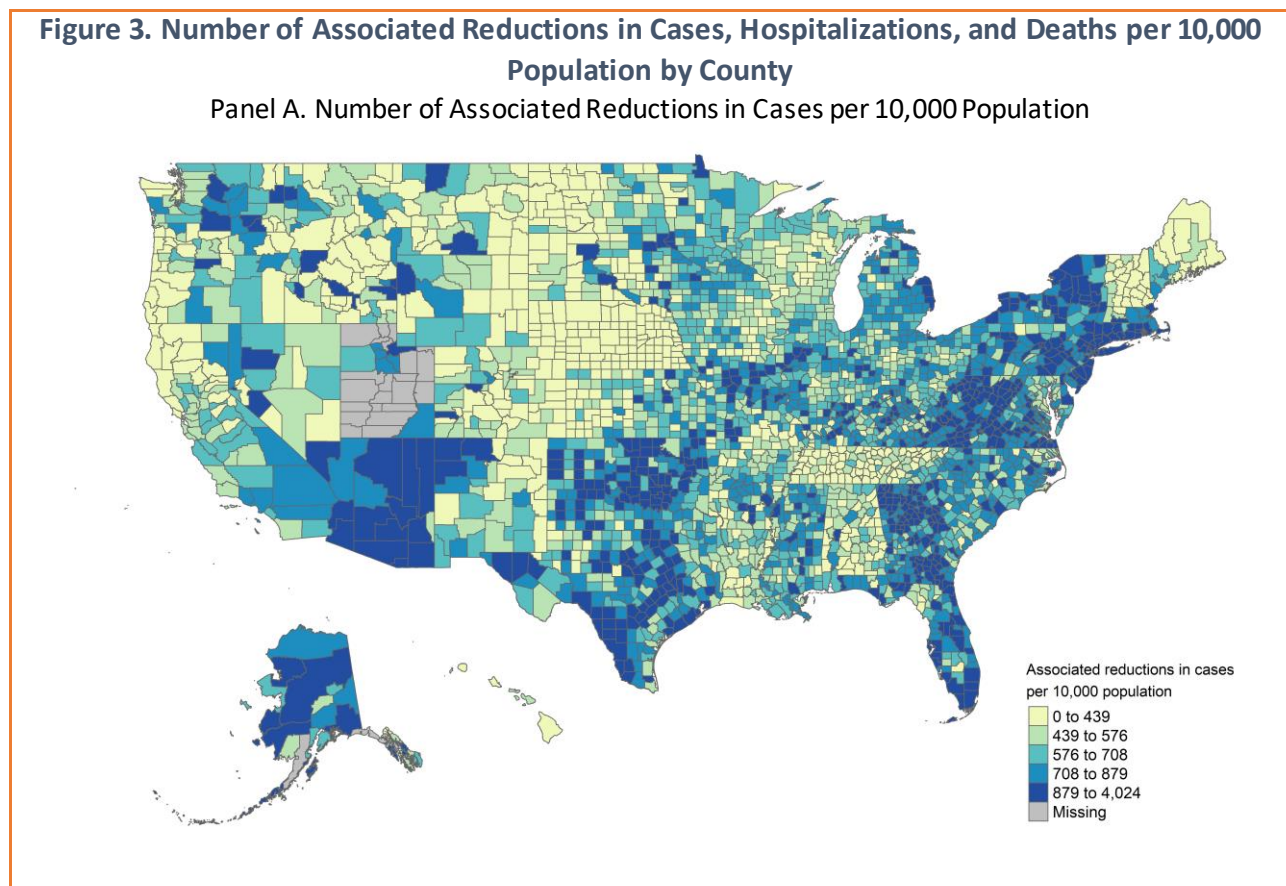 Figure 3. Number of Associated Reductions in Cases, Hospitalizations, and Deaths per 10,000
Population by County
Panel A. Number of Associated Reductions in Cases per 10,000 Population
Associated reductions in cases
per 10,000 population
0 to 439
439 to 576
576 to 708
708 to 879
879 to 4,024
Missing